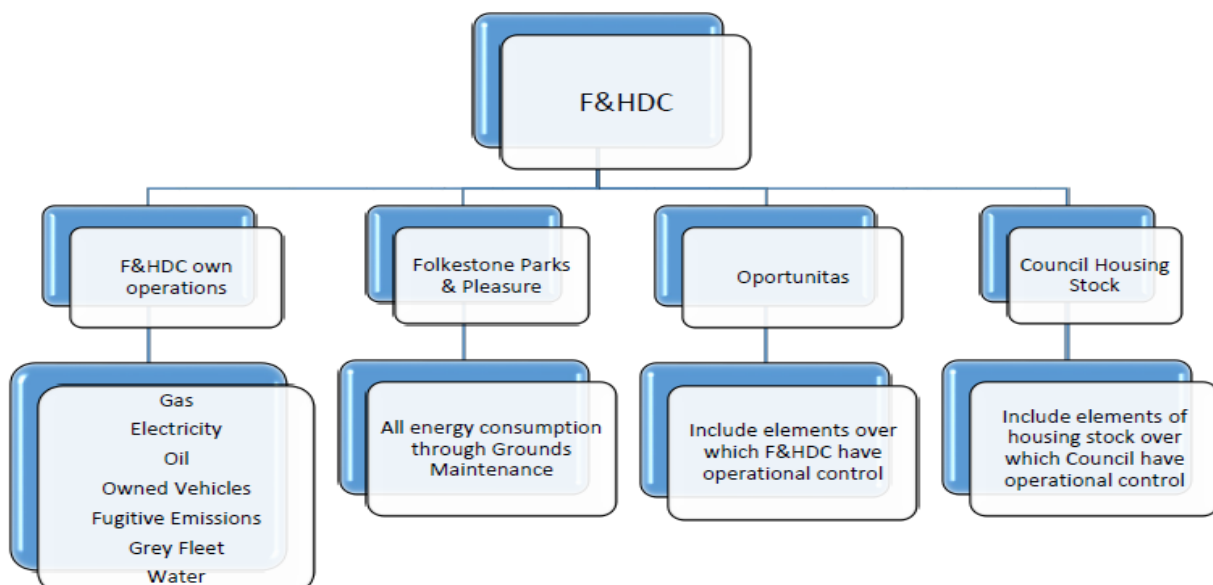 F&HDC
F&HDC own
operations
Folkestone Parks
& Pleasure
Oportunitas
Council Housing
Stock
Gas
Electricity
Oil
Owned Vehicles
Fugitive Emissions
Grey Fleet
Water
All energy consumption
through Grounds
Maintenance
Include elements over
which F&HDC have
operational control
Include elements of
housing stock over
which Council have
operational control